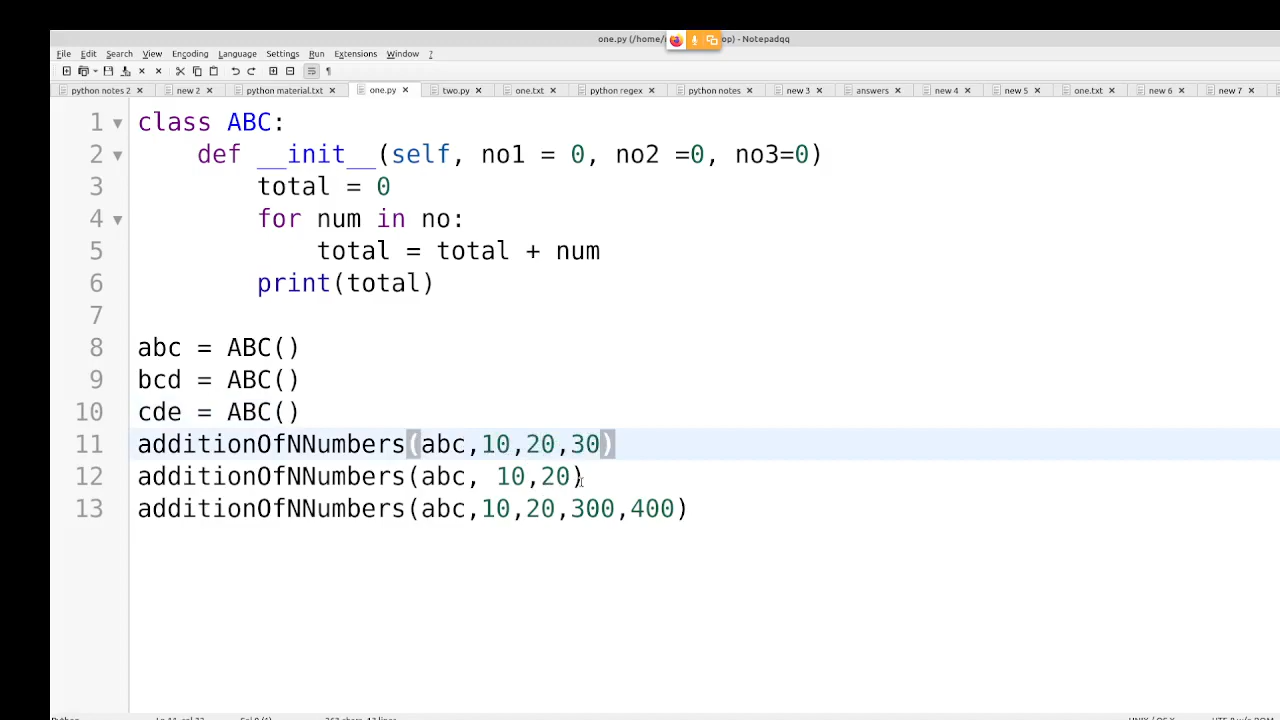 one.py (/home/ op) - Notepadqq
File Edit Search View Encoding Language Settings Run Extensions Window ?
python notes 2 new 2 python material.txt one.py two.py one.txt python regex python notes new 3 answers new 4 new 5 one.txt new 6 new 7
1 class ABC:
2 def __init__(self, no1 = 0, no2 =0, no3=0)
3 total = 0
4 for num in no:
5 total = total + num
6 print(total)
7
8 abc = ABC()
9 bcd = ABC()
10 cde = ABC()
11 additionOfNNumbers(abc,10,20,30)
12 additionOfNNumbers(abc, 10,20)
13 additionOfNNumbers(abc,10,20,300,400)